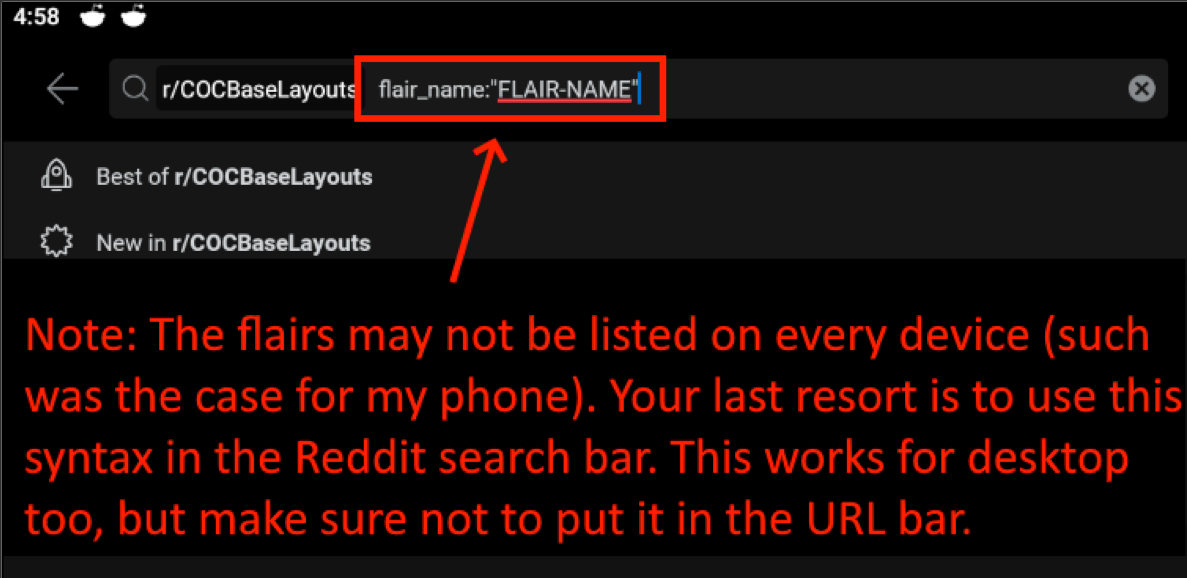 4:58
r/COCBaseLayouts flair_name:"FLAIR-NAME"
Best of r/COCBaseLayouts
New in r/COCBaseLayouts
Note: The flairs may not be listed on every device (such
was the case for my phone). Your last resort is to use this
syntax in the Reddit search bar. This works for desktop
too, but make sure not to put it in the URL bar.